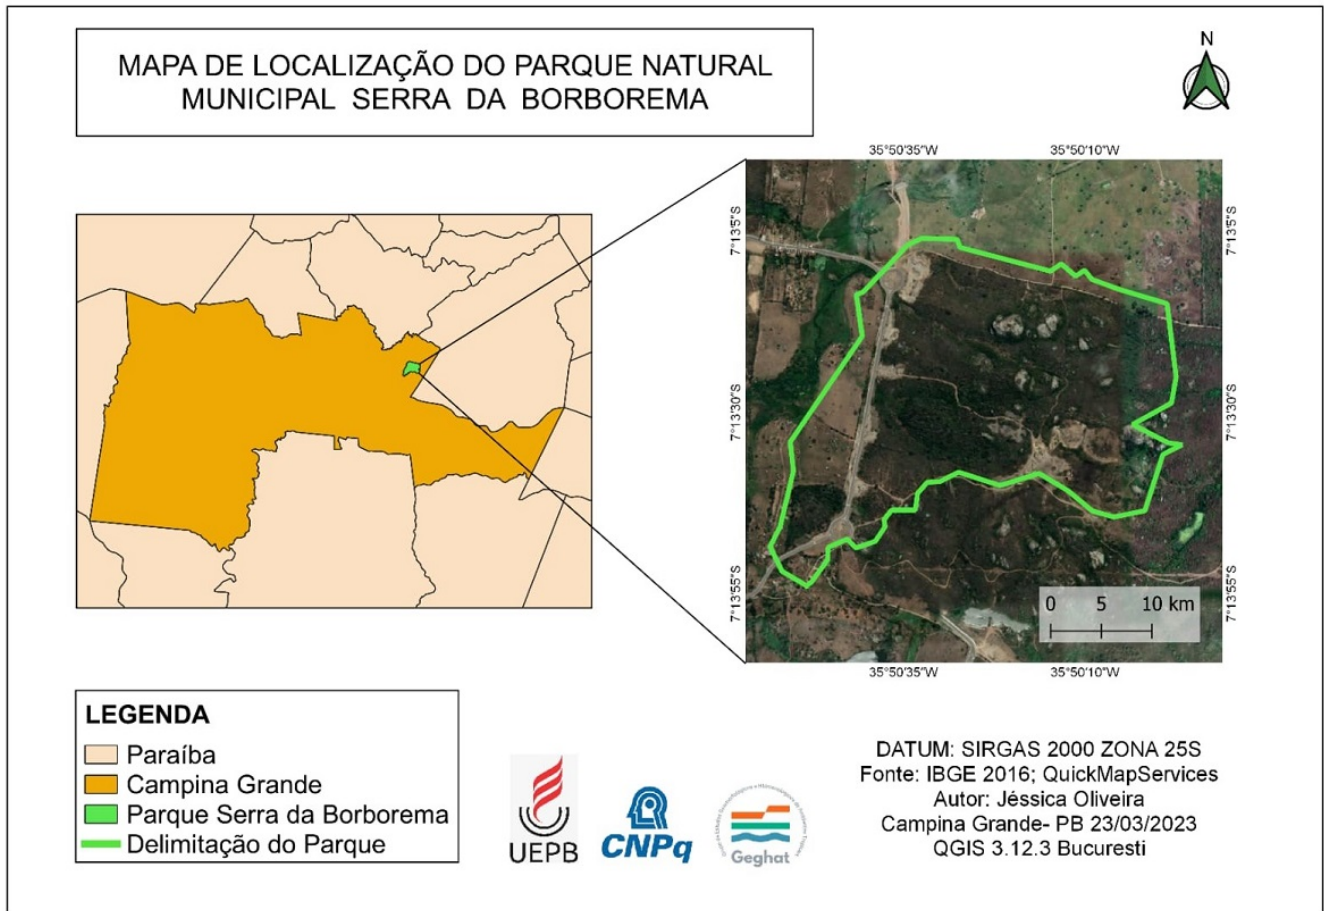 MAPA DE LOCALIZAÇÃO DO PARQUE NATURAL
MUNICIPAL SERRA DA BORBOREMA
N
35°50'35"W
35°50'10"W
7°13'5"S
7°13'5"S
7°13'30"S
7°13'30"S
7°13'55"S
7°13'55"S
0 5 10 km
35°50'35"W
35°50'10"W
LEGENDA
Paraíba
Campina Grande
Parque Serra da Borborema
Delimitação do Parque
UEPB
CNPq
Geghat
DATUM: SIRGAS 2000 ZONA 25S
Fonte: IBGE 2016; QuickMapServices
Autor: Jéssica Oliveira
Campina Grande- PB 23/03/2023
QGIS 3.12.3 Bucuresti